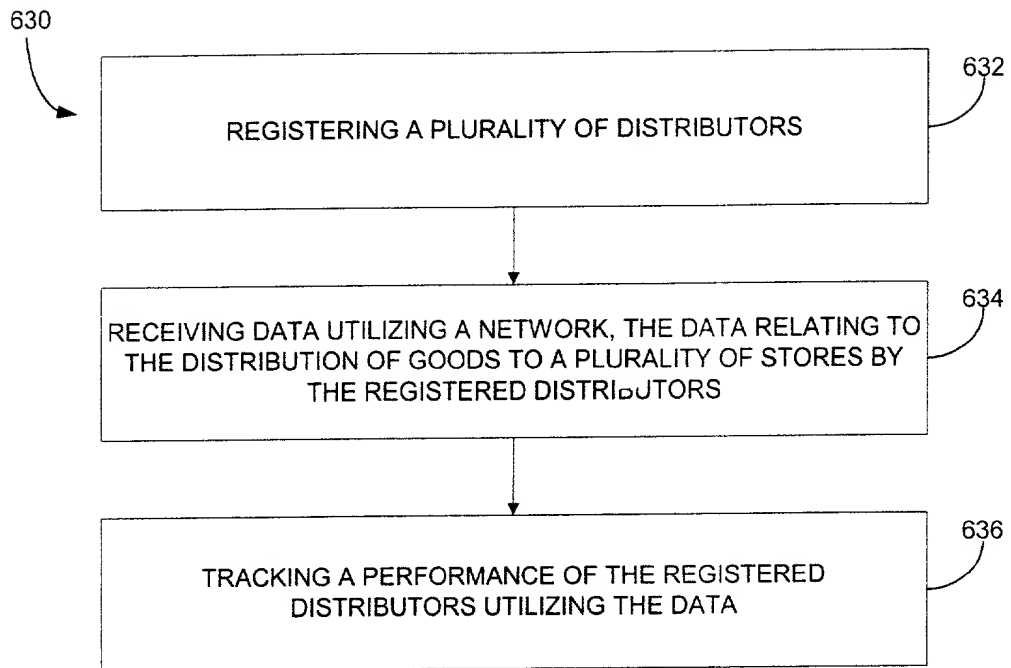 630
632
REGISTERING A PLURALITY OF DISTRIBUTORS
634
RECEIVING DATA UTILIZING A NETWORK, THE DATA RELATING TO
THE DISTRIBUTION OF GOODS TO A PLURALITY OF STORES BY
THE REGISTERED DISTRIBUTORS
636
TRACKING A PERFORMANCE OF THE REGISTERED
DISTRIBUTORS UTILIZING THE DATA